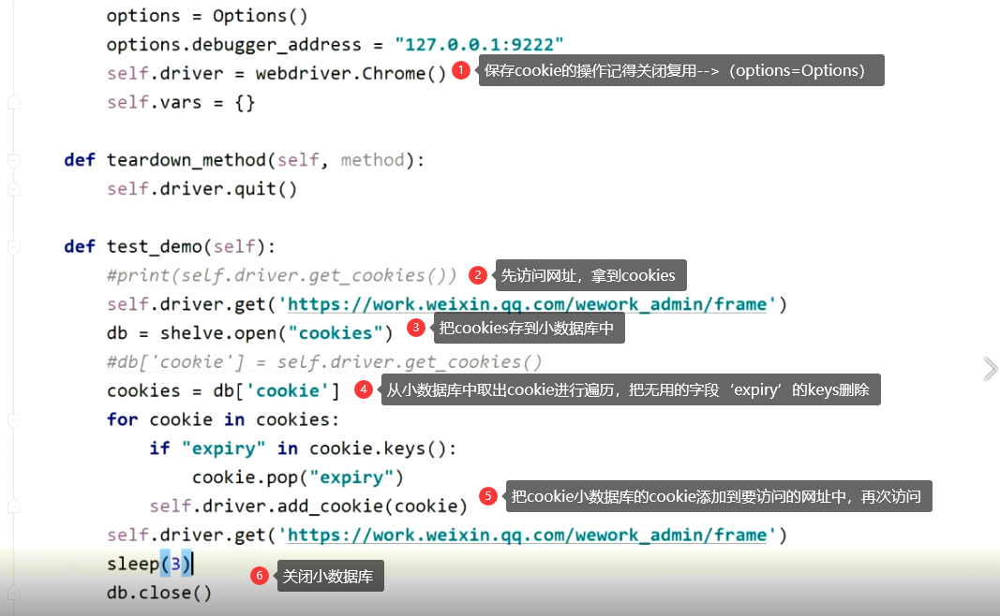 options = Options()
options.debugger_address = "127.0.0.1:9222"
self.driver = webdriver.Chrome() 1 保存cookie的操作记得关闭复用-->（options=Options）
self.vars = {}
def teardown_method(self, method):
self.driver.quit()
def test_demo(self):
#print(self.driver.get_cookies()) 2 先访问网址，拿到cookies
self.driver.get('https://work.weixin.qq.com/wework_admin/frame')
db = shelve.open("cookies") 3 把cookies存到小数据库中
#db['cookie'] = self.driver.get_cookies()
cookies = db['cookie'] 4 从小数据库中取出cookie进行遍历，把无用的字段‘expiry’的keys删除
for cookie in cookies:
if "expiry" in cookie.keys():
cookie.pop("expiry")
self.driver.add_cookie(cookie) 5 把cookie小数据库的cookie添加到要访问的网址中，再次访问
self.driver.get('https://work.weixin.qq.com/wework_admin/frame')
sleep(3)
6 关闭小数据库
db.close()